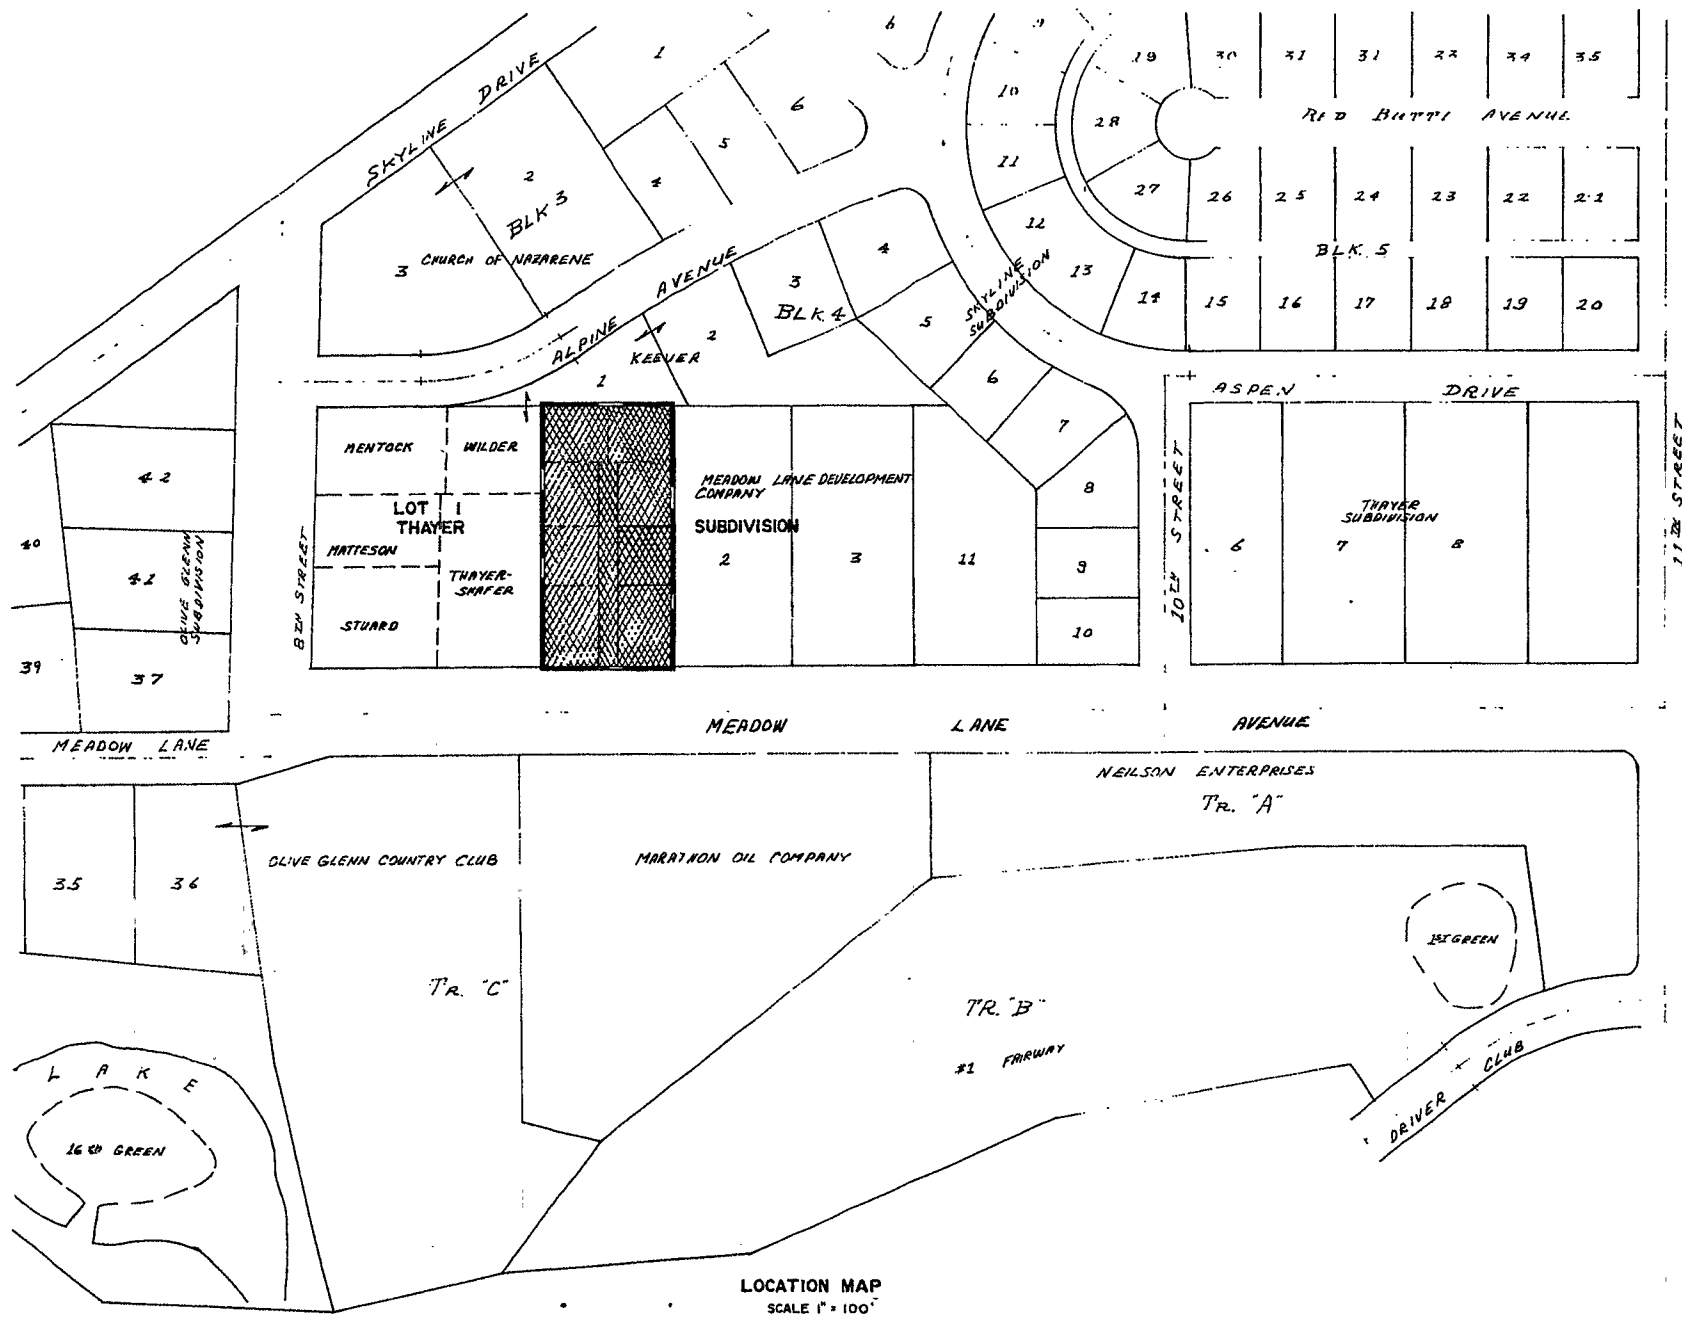 6
9
1
SKYLINE DRIVE
19
30
31
31
22
34
35
10
6
28
RED BUTTE AVENUE
5
11
2
4
27
26
25
24
23
22
21
BLK 3
12
4
BLK. 5
3
CHURCH OF NAZARENE
ALPINE AVENUE
3
13
SKYLINE
SUBDIVISION
14
15
16
17
18
19
20
BLK 4
5
2
KEEVER
1
6
ASPEN DRIVE
7
MENTOCK
WILDER
42
MEADOW LANE DEVELOPMENT
COMPANY
8
LOT 1
THAYER
SUBDIVISION
THAYER
SUBDIVISION
10TH STREET
11TH STREET
40
MATTESON
8TH STREET
OLIVE GLENN
SUBDIVISION
41
THAYER-
SHAFER
2
3
11
9
6
7
8
STUARD
10
39
37
MEADOW LANE AVENUE
MEADOW LANE
NEILSON ENTERPRISES
TR. "A"
OLIVE GLENN COUNTRY CLUB
MARATHON OIL COMPANY
35
36
1ST GREEN
TR. "C"
TR. "B"
#1 FAIRWAY
LAKE
DRIVER CLUB
GREEN
LOCATION MAP
SCALE 1" = 100'